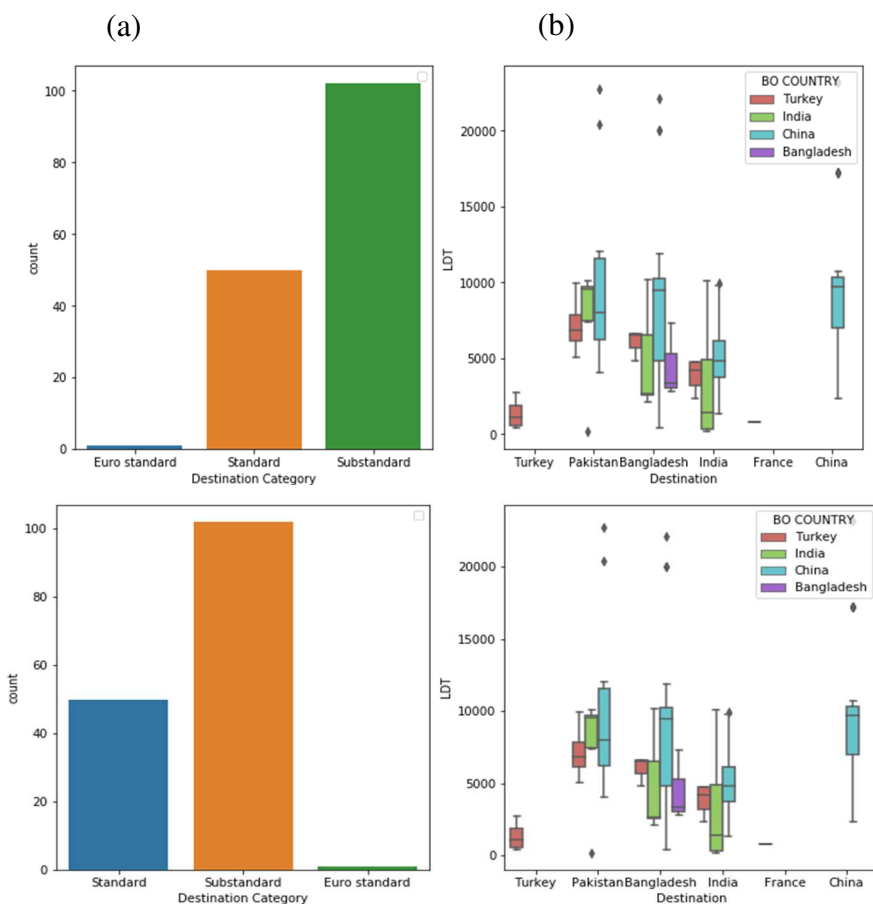 (a)
(b)
100
80
60
40
20
0
count
Euro standard
Standard
Substandard
Destination Category
20000
15000
10000
5000
0
LDT
BO COUNTRY
Turkey
India
China
Bangladesh
Turkey
Pakistan
Bangladesh
India
France
China
Destination
100
80
60
40
20
0
count
Standard
Substandard
Euro standard
Destination Category
20000
15000
10000
5000
0
LDT
BO COUNTRY
Turkey
India
China
Bangladesh
Turkey
Pakistan
Bangladesh
India
France
China
Destination